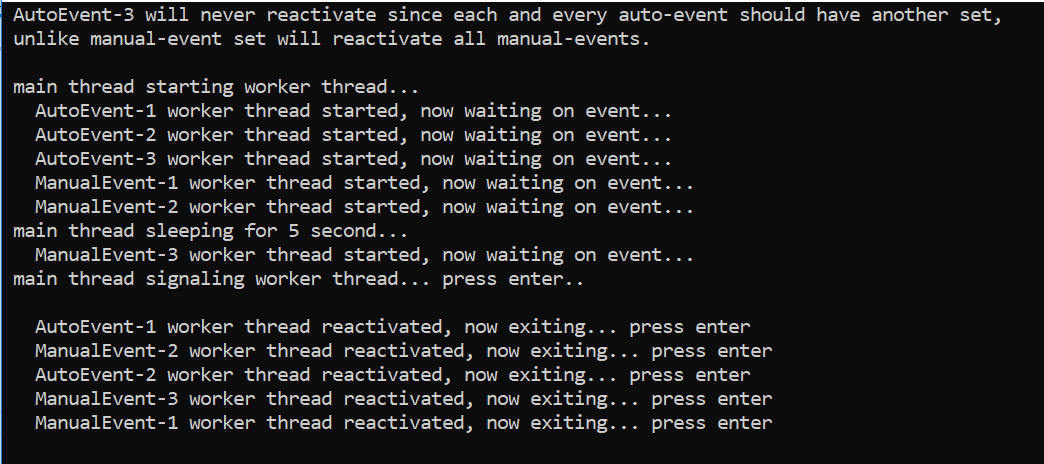 AutoEvent-3 will never reactivate since each and every auto-event should have another set,
unlike manual-event set will reactivate all manual-events.
main thread starting worker thread...
AutoEvent-1 worker thread started, now waiting on event...
AutoEvent-2 worker thread started, now waiting on event...
AutoEvent-3 worker thread started, now waiting on event...
ManualEvent-1 worker thread started, now waiting on event...
ManualEvent-2 worker thread started, now waiting on event...
main thread sleeping for 5 second...
ManualEvent-3 worker thread started, now waiting on event...
main thread signaling worker thread... press enter..
AutoEvent-1 worker thread reactivated, now exiting... press enter
ManualEvent-2 worker thread reactivated, now exiting... press enter
AutoEvent-2 worker thread reactivated, now exiting... press enter
ManualEvent-3 worker thread reactivated, now exiting... press enter
ManualEvent-1 worker thread reactivated, now exiting... press enter